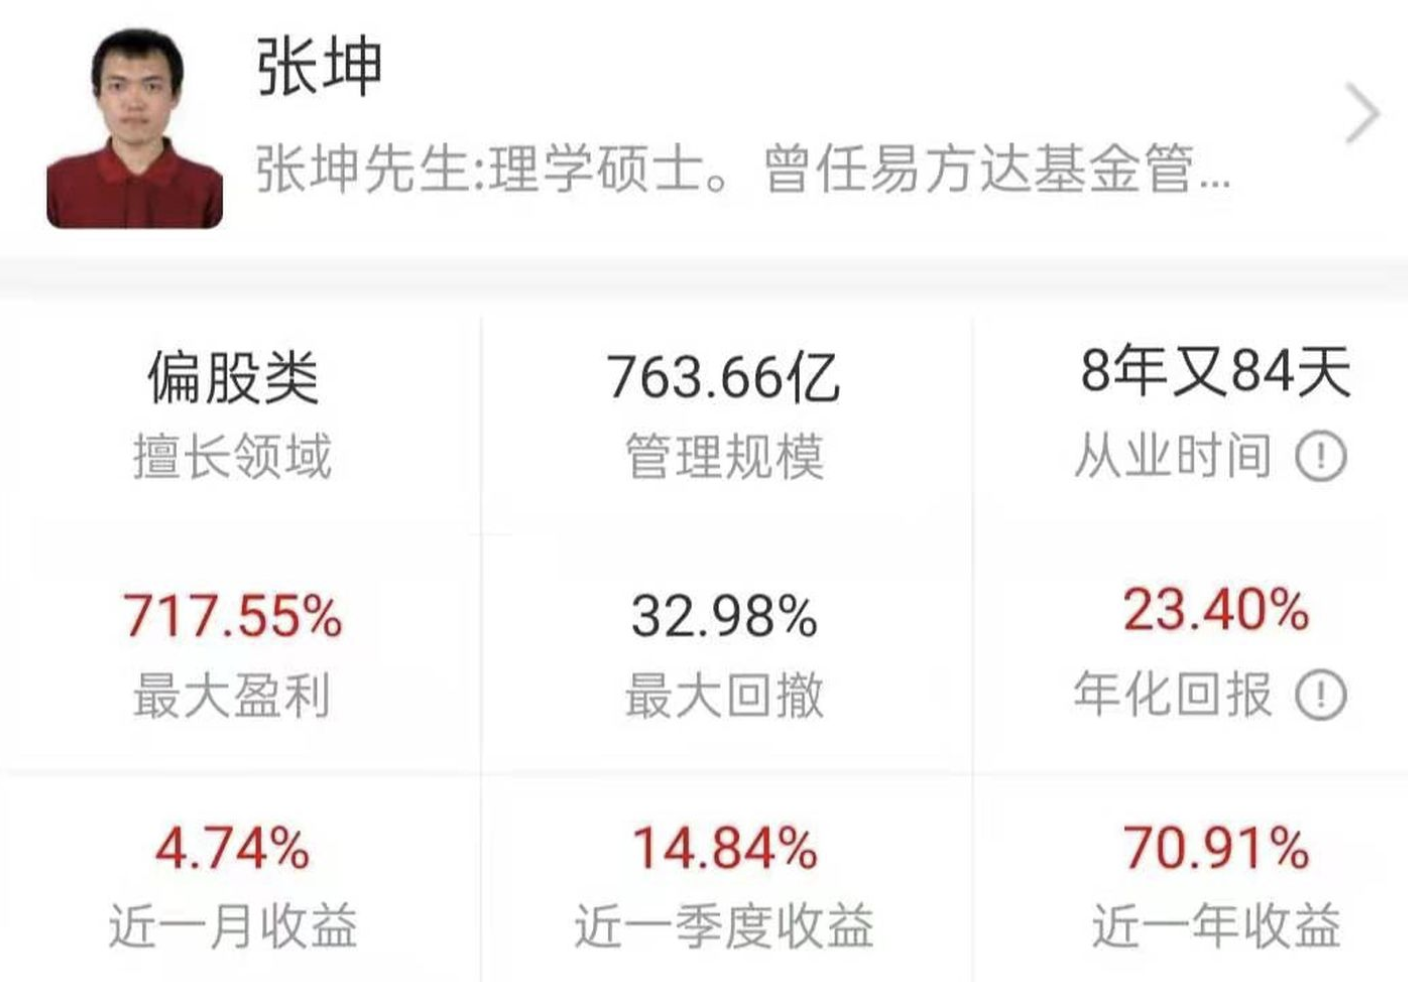 张坤
张坤先生:理学硕士。曾任易方达基金管...
偏股类
擅长领域
763.66亿
管理规模
8年又84天
从业时间
717.55%
最大盈利
32.98%
最大回撤
23.40%
年化回报
4.74%
近一月收益
14.84%
近一季度收益
70.91%
近一年收益